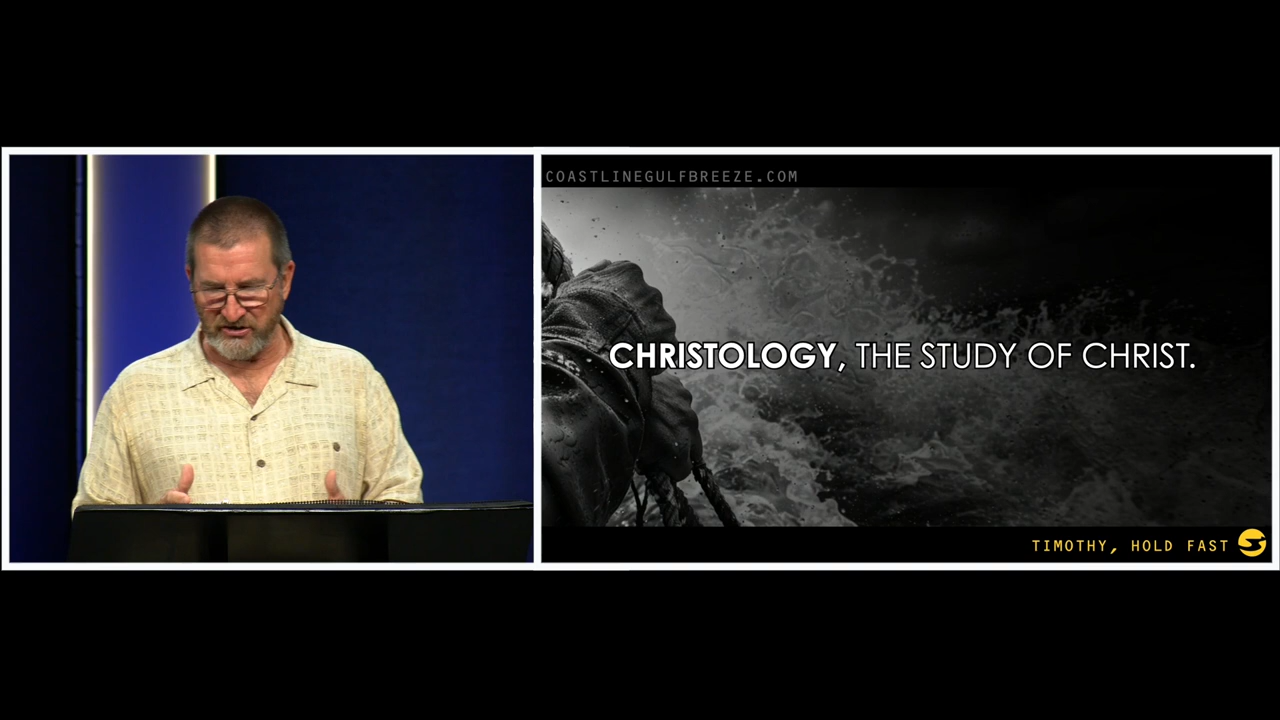 COASTLINEGULFBREEZE.COM
CHRISTOLOGY, THE STUDY OF CHRIST.
TIMOTHY, HOLD FAST